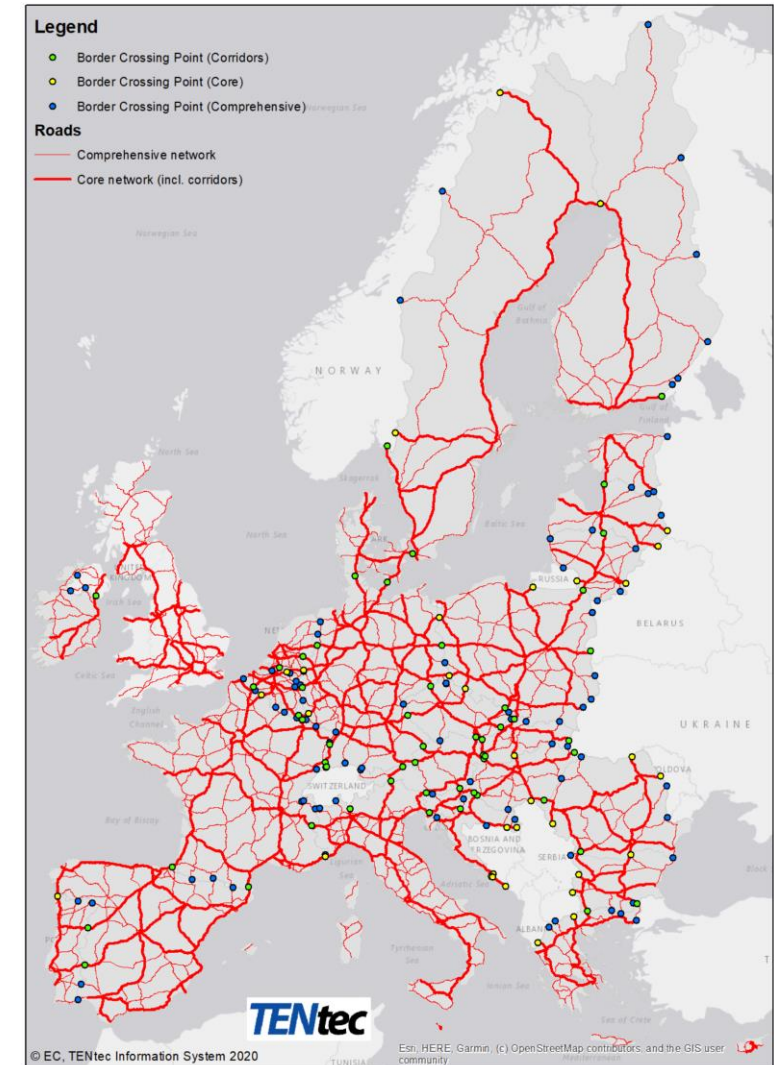 Legend
Border Crossing Point (Corridors)
Border Crossing Point (Core)
Border Crossing Point (Comprehensive)
Norwegian Sea
Roads
Comprehensive network
Core network (incl. corridors)
Norwegian Sea
Gulf of
Bothnia
NORWAY
Gulf of
Finland
North Sea
Skagerrak
Baltic Sea
North Sea
UNITED
KINGDOM
RUSSIA
Irish Sea
BELARUS
Celtic Sea
English
Channel
UKRAINE
SWITZERLAND
Bay of Biscay
BOSNIA AND
SERBIA
Ligurian
Sea
Adriatic Sea
Tyrrhenian
Sea
Ionian Sea
Sea of Crete
TENtec
© EC, TENtec Information System 2020
Esri, HERE, Garmin, (c) OpenStreetMap contributors, and the GIS user
community
TUNISIA